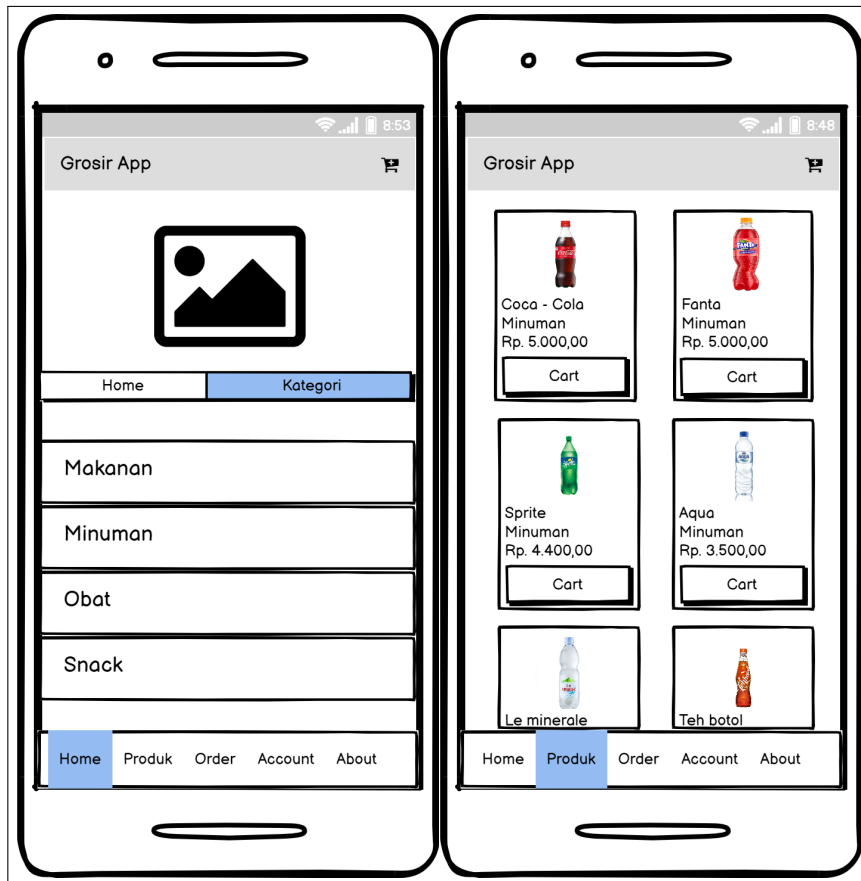 8:53
Grosir App
Home Kategori
Makanan
Minuman
Obat
Snack
Home Produk Order Account About
8:48
Grosir App
Coca - Cola
Minuman
Rp. 5.000,00
Cart
Fanta
Minuman
Rp. 5.000,00
Cart
Sprite
Minuman
Rp. 4.400,00
Cart
Aqua
Minuman
Rp. 3.500,00
Cart
Le minerale
Teh botol
Home Produk Order Account About